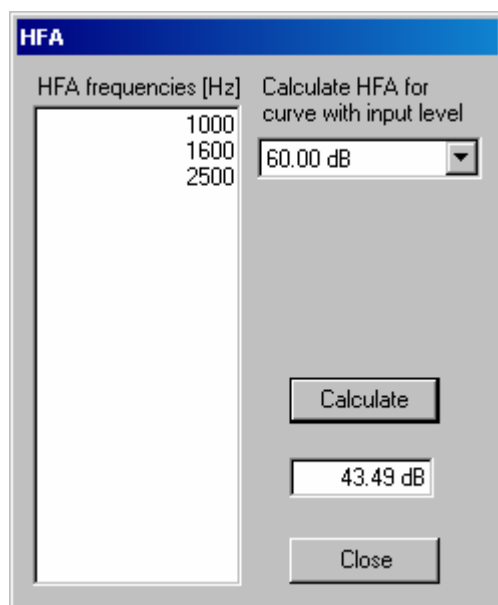 HFA
HFA frequencies [Hz]
1000
1600
2500
Calculate HFA for
curve with input level
60.00 dB
Calculate
43.49 dB
Close